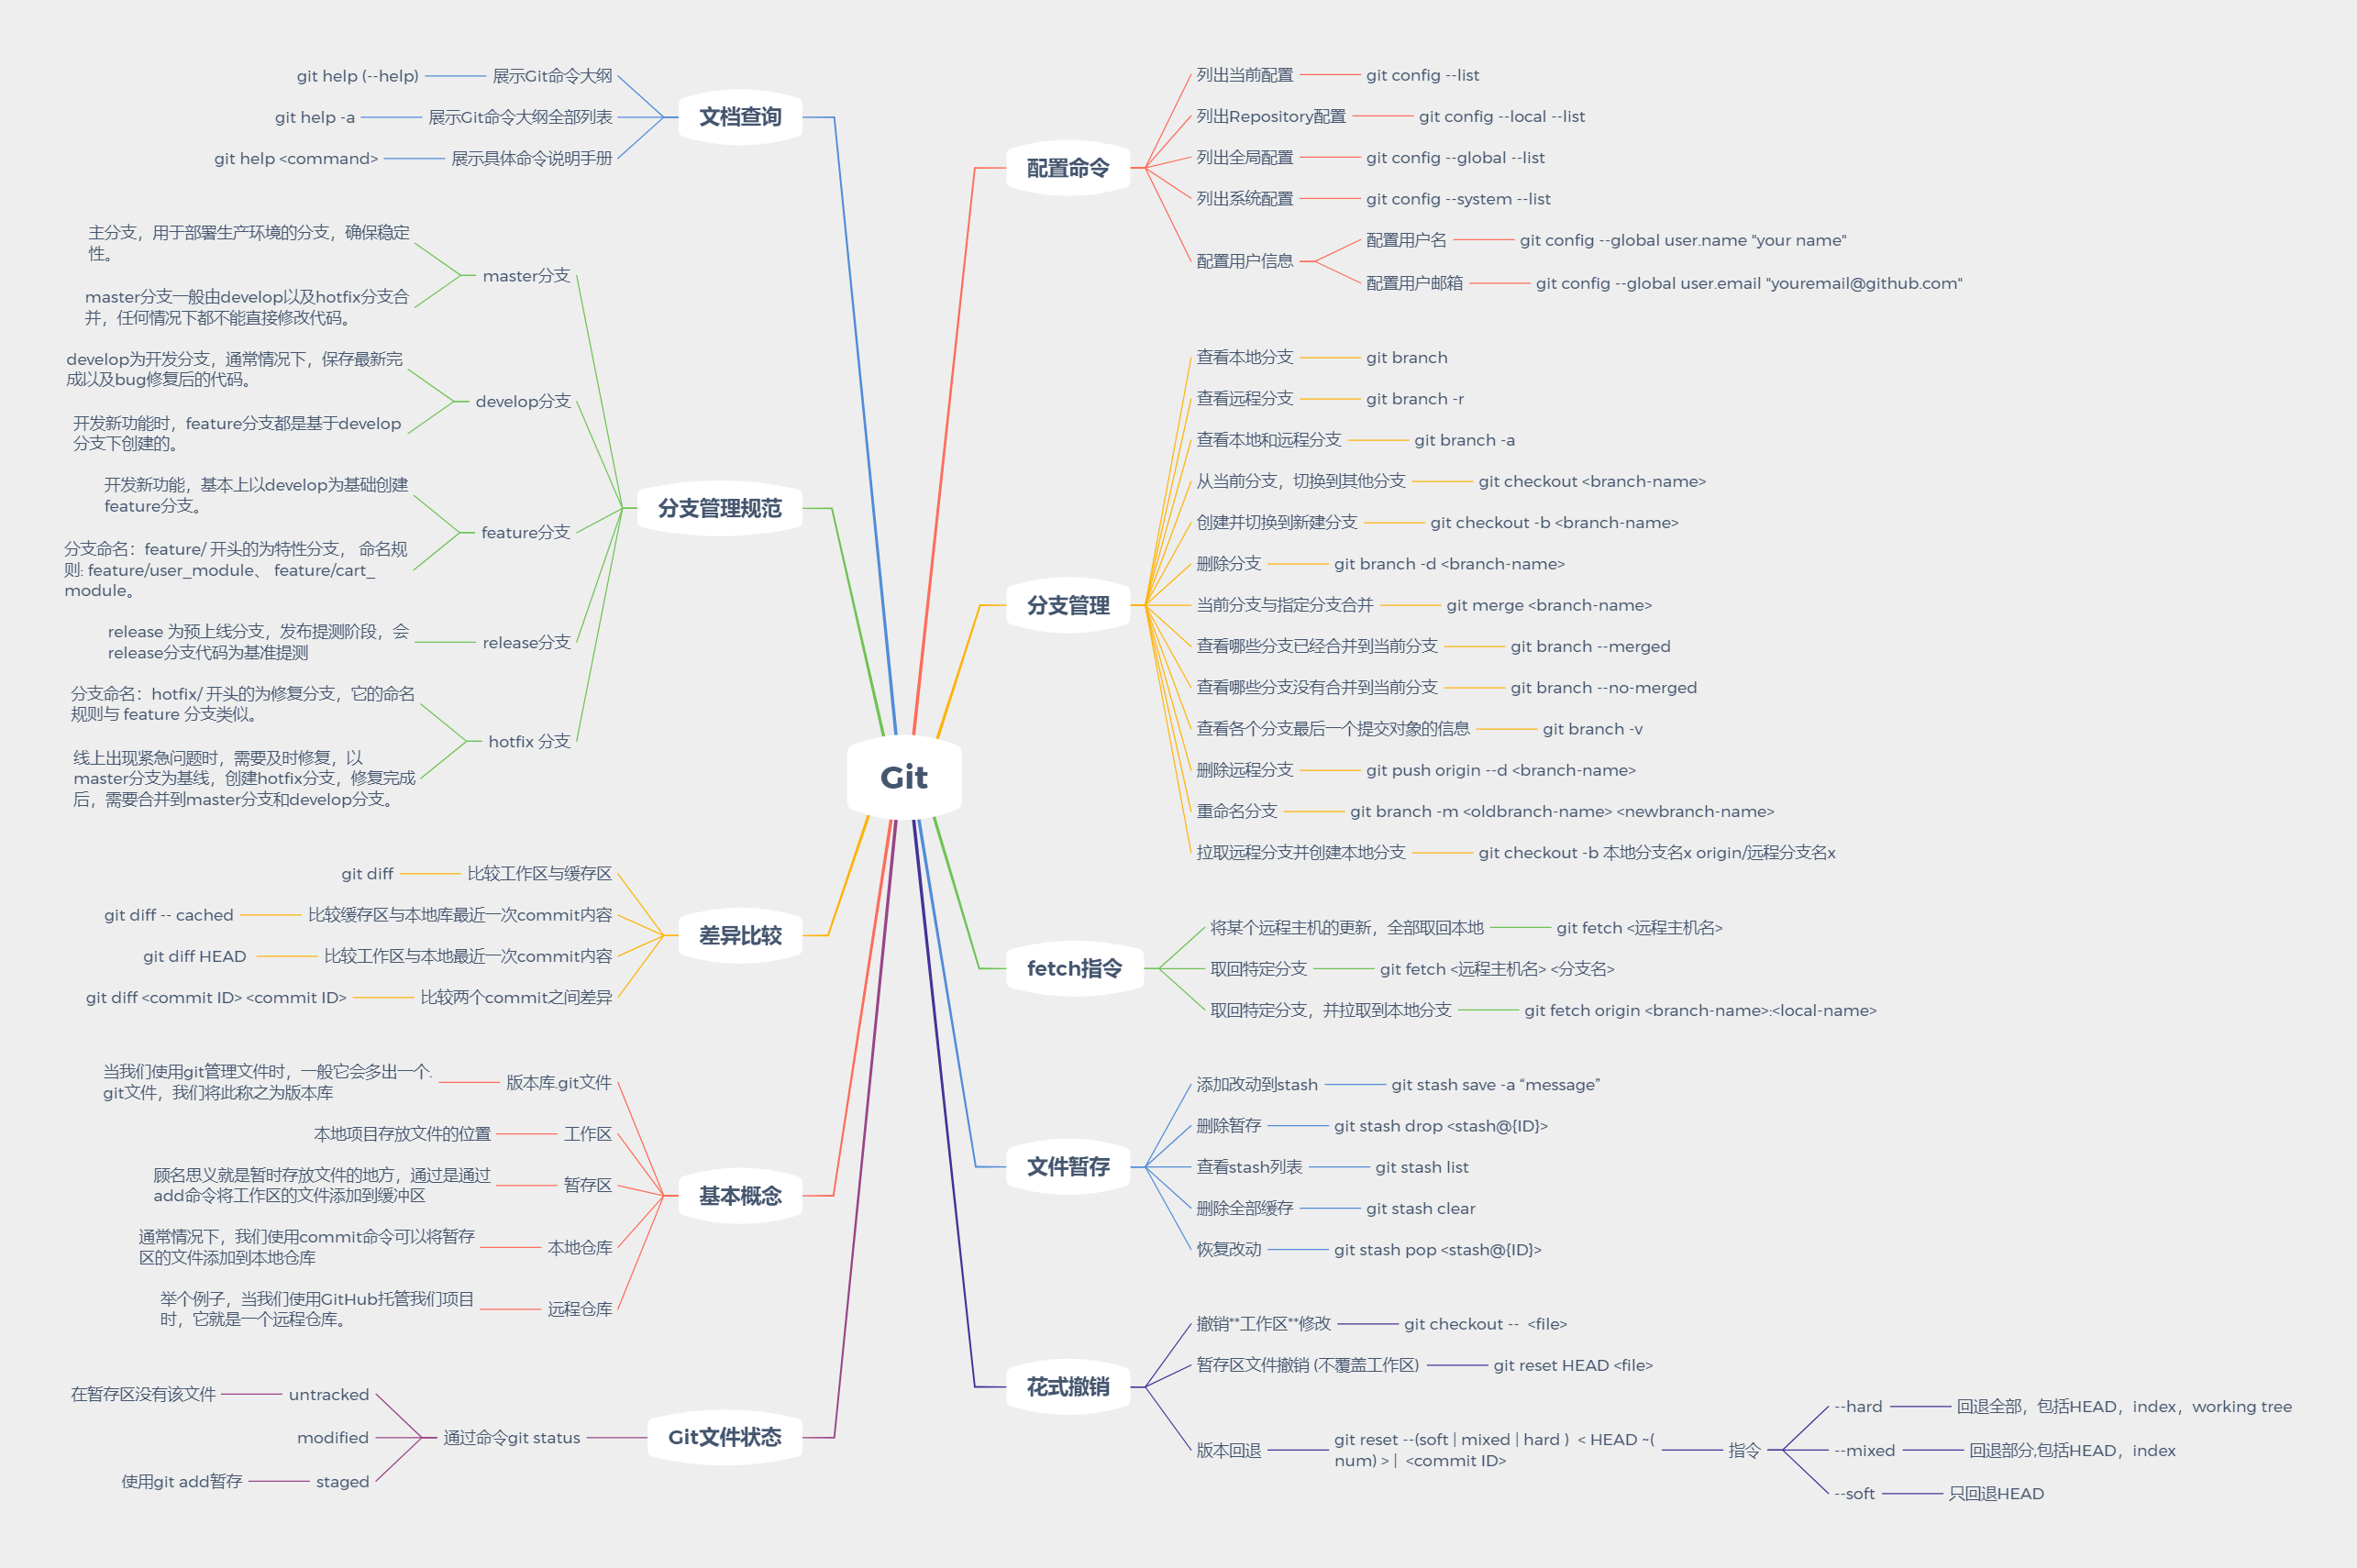 Git
文档查询
展示Git命令大纲
git help (--help)
展示Git命令大纲全部列表
git help -a
展示具体命令说明手册
git help <command>
分支管理规范
master分支
主分支，用于部署生产环境的分支，确保稳定
性。
master分支一般由develop以及hotfix分支合
并，任何情况下都不能直接修改代码。
develop分支
develop为开发分支，通常情况下，保存最新完
成以及bug修复后的代码。
开发新功能时，feature分支都是基于develop
分支下创建的。
feature分支
开发新功能，基本上以develop为基础创建
feature分支。
分支命名：feature/ 开头的为特性分支， 命名规
则: feature/user_module、 feature/cart_
module。
release分支
release 为预上线分支，发布提测阶段，会
release分支代码为基准提测
hotfix 分支
分支命名：hotfix/ 开头的为修复分支，它的命名
规则与 feature 分支类似。
线上出现紧急问题时，需要及时修复，以
master分支为基线，创建hotfix分支，修复完成
后，需要合并到master分支和develop分支。
差异比较
比较工作区与缓存区
git diff
比较缓存区与本地库最近一次commit内容
git diff -- cached
比较工作区与本地最近一次commit内容
git diff HEAD
比较两个commit之间差异
git diff <commit ID> <commit ID>
基本概念
版本库.git文件
当我们使用git管理文件时，一般它会多出一个.
git文件，我们将此称之为版本库
工作区
本地项目存放文件的位置
暂存区
顾名思义就是暂时存放文件的地方，通过是通过
add命令将工作区的文件添加到缓冲区
本地仓库
通常情况下，我们使用commit命令可以将暂存
区的文件添加到本地仓库
远程仓库
举个例子，当我们使用GitHub托管我们项目
时，它就是一个远程仓库。
Git文件状态
通过命令git status
untracked
在暂存区没有该文件
modified
staged
使用git add暂存
配置命令
列出当前配置
git config --list
列出Repository配置
git config --local --list
列出全局配置
git config --global --list
列出系统配置
git config --system --list
配置用户信息
配置用户名
git config --global user.name "your name"
配置用户邮箱
git config --global user.email "youremail@github.com"
分支管理
查看本地分支
git branch
查看远程分支
git branch -r
查看本地和远程分支
git branch -a
从当前分支，切换到其他分支
git checkout <branch-name>
创建并切换到新建分支
git checkout -b <branch-name>
删除分支
git branch -d <branch-name>
当前分支与指定分支合并
git merge <branch-name>
查看哪些分支已经合并到当前分支
git branch --merged
查看哪些分支没有合并到当前分支
git branch --no-merged
查看各个分支最后一个提交对象的信息
git branch -v
删除远程分支
git push origin --d <branch-name>
重命名分支
git branch -m <oldbranch-name> <newbranch-name>
拉取远程分支并创建本地分支
git checkout -b 本地分支名x origin/远程分支名x
fetch指令
将某个远程主机的更新，全部取回本地
git fetch <远程主机名>
取回特定分支
git fetch <远程主机名> <分支名>
取回特定分支，并拉取到本地分支
git fetch origin <branch-name>:<local-name>
文件暂存
添加改动到stash
git stash save -a “message”
删除暂存
git stash drop <stash@{ID}>
查看stash列表
git stash list
删除全部缓存
git stash clear
恢复改动
git stash pop <stash@{ID}>
花式撤销
撤销**工作区**修改
git checkout -- <file>
暂存区文件撤销 (不覆盖工作区)
git reset HEAD <file>
版本回退
git reset --(soft | mixed | hard ) < HEAD ~(
num) > | <commit ID>
指令
--hard
回退全部，包括HEAD，index，working tree
--mixed
回退部分,包括HEAD，index
--soft
只回退HEAD